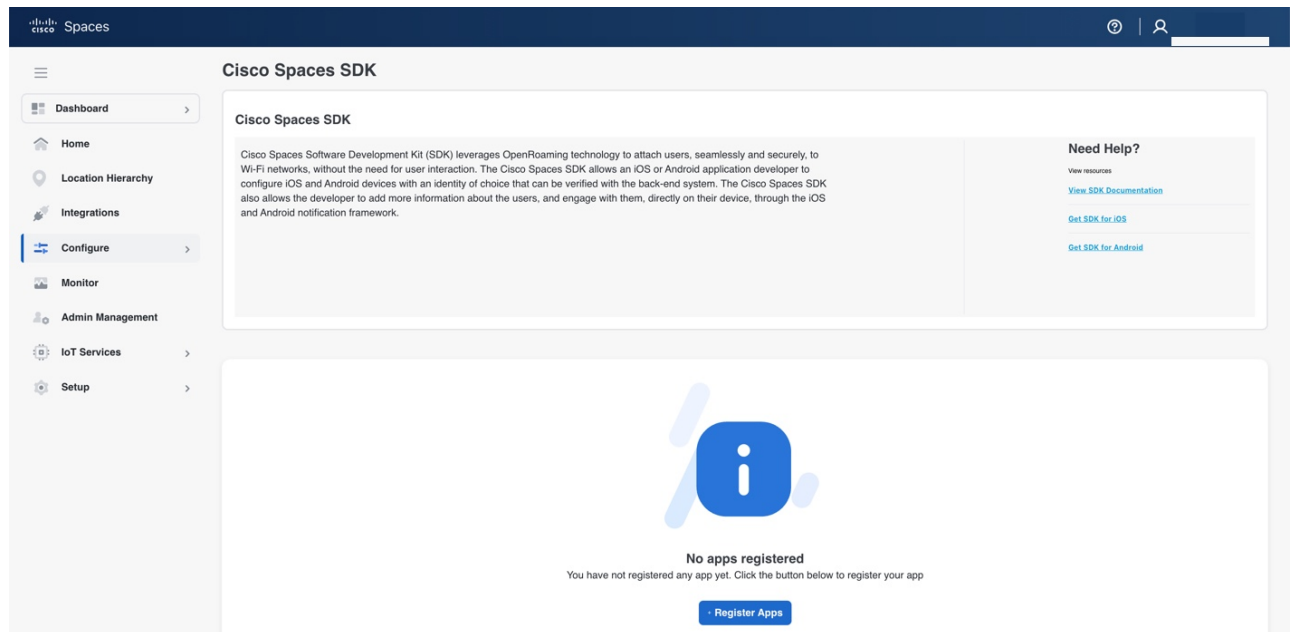 cisco Spaces
Cisco Spaces SDK
Dashboard
Home
Location Hierarchy
Integrations
Configure
Monitor
Admin Management
IoT Services
Setup
Cisco Spaces SDK
Cisco Spaces Software Development Kit (SDK) leverages OpenRoaming technology to attach users, seamlessly and securely, to
Wi-Fi networks, without the need for user interaction. The Cisco Spaces SDK allows an iOS or Android application developer to
configure iOS and Android devices with an identity of choice that can be verified with the back-end system. The Cisco Spaces SDK
also allows the developer to add more information about the users, and engage with them, directly on their device, through the iOS
and Android notification framework.
Need Help?
View resources
View SDK Documentation
Get SDK for iOS
Get SDK for Android
No apps registered
You have not registered any app yet. Click the button below to register your app
Register Apps